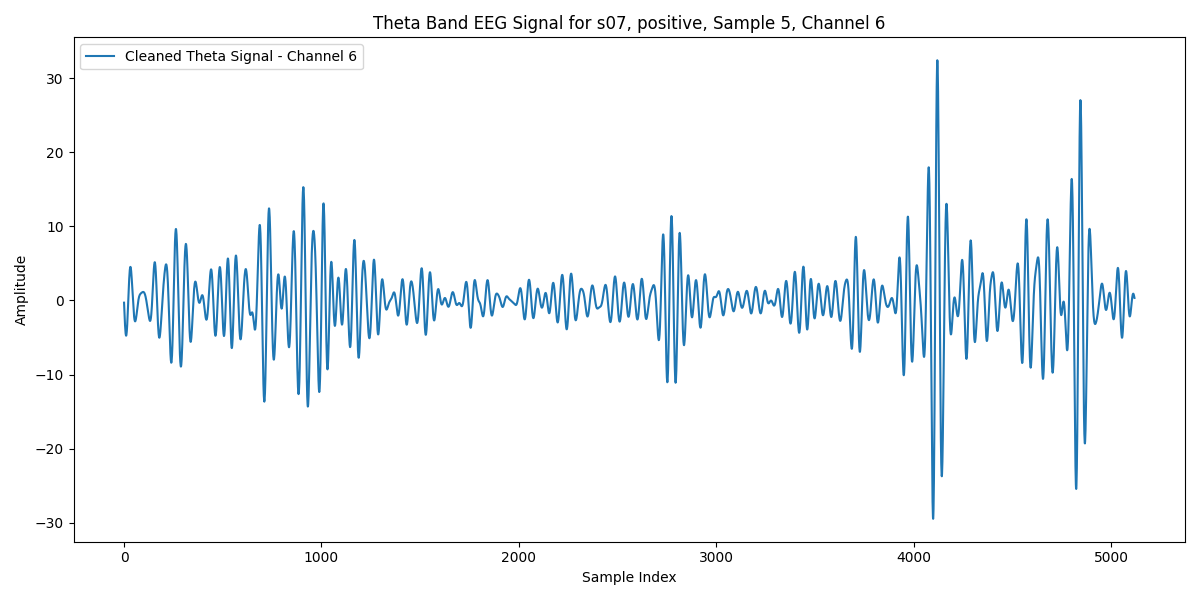 Theta Band EEG Signal for s07, positive, Sample 5, Channel 6
Cleaned Theta Signal - Channel 6
Amplitude
30
20
10
0
−10
−20
−30
0 1000 2000 3000 4000 5000
Sample Index